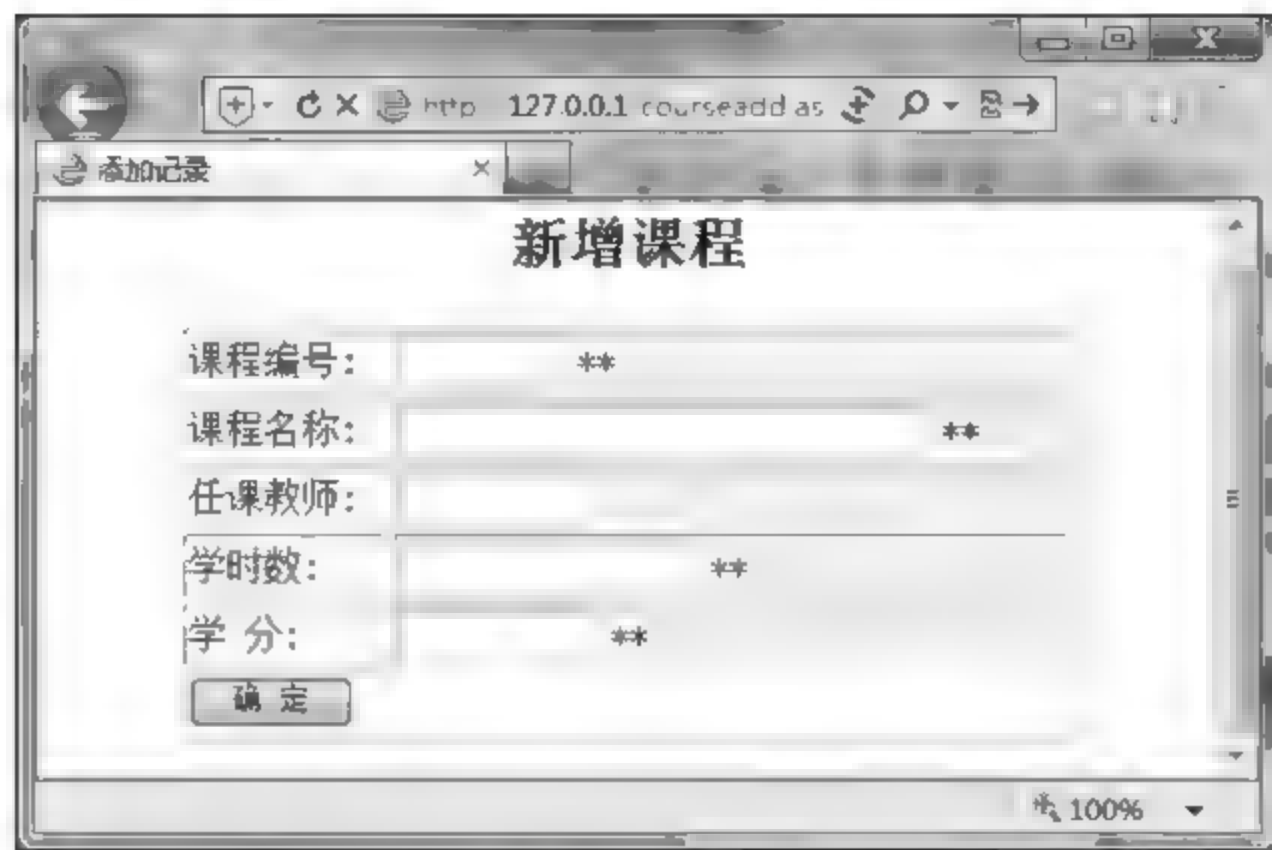 http 127.0.0.1 courseadd as
添加记录
新增课程
课程编号: **
课程名称: **
任课教师:
学时数: **
学 分: **
确 定
100%